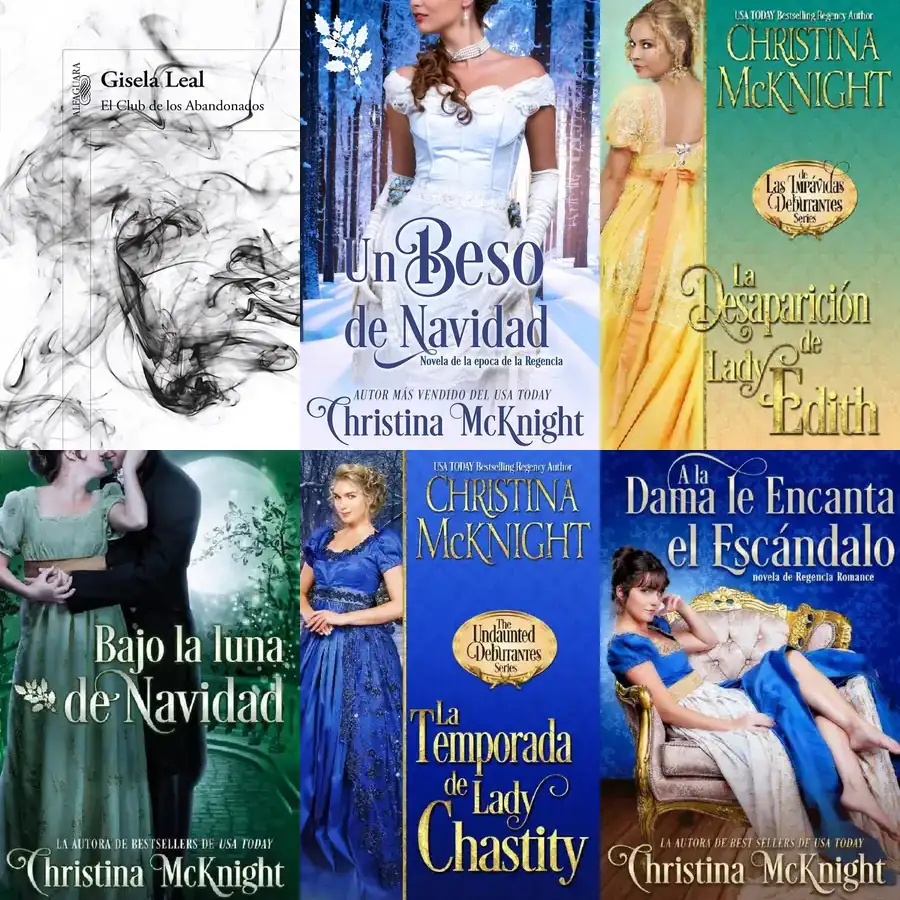 ALFAGUARA
Gisela Leal
El Club de los Abandonados
Un Beso
de Navidad
Novela de la epoca de la Regencia
AUTOR MÁS VENDIDO DEL USA TODAY
Christina McKnight
USA TODAY Bestselling Regency Author
CHRISTINA
McKNIGHT
de
Las Impávidas
Debutantes
Series
La
Desaparición
de
Lady
Edith
Bajo la luna
de Navidad
LA AUTORA DE BESTSELLERS DE USA TODAY
Christina McKnight
USA TODAY Bestselling Regency Author
CHRISTINA
McKNIGHT
The
Undaunted
Debutantes
Series
La
Temporada
de Lady
Chastity
A la
Dama le Encanta
el Escándalo
novela de Regencia Romance
LA AUTORA DE BEST SELLERS DE USA TODAY
Christina McKnight